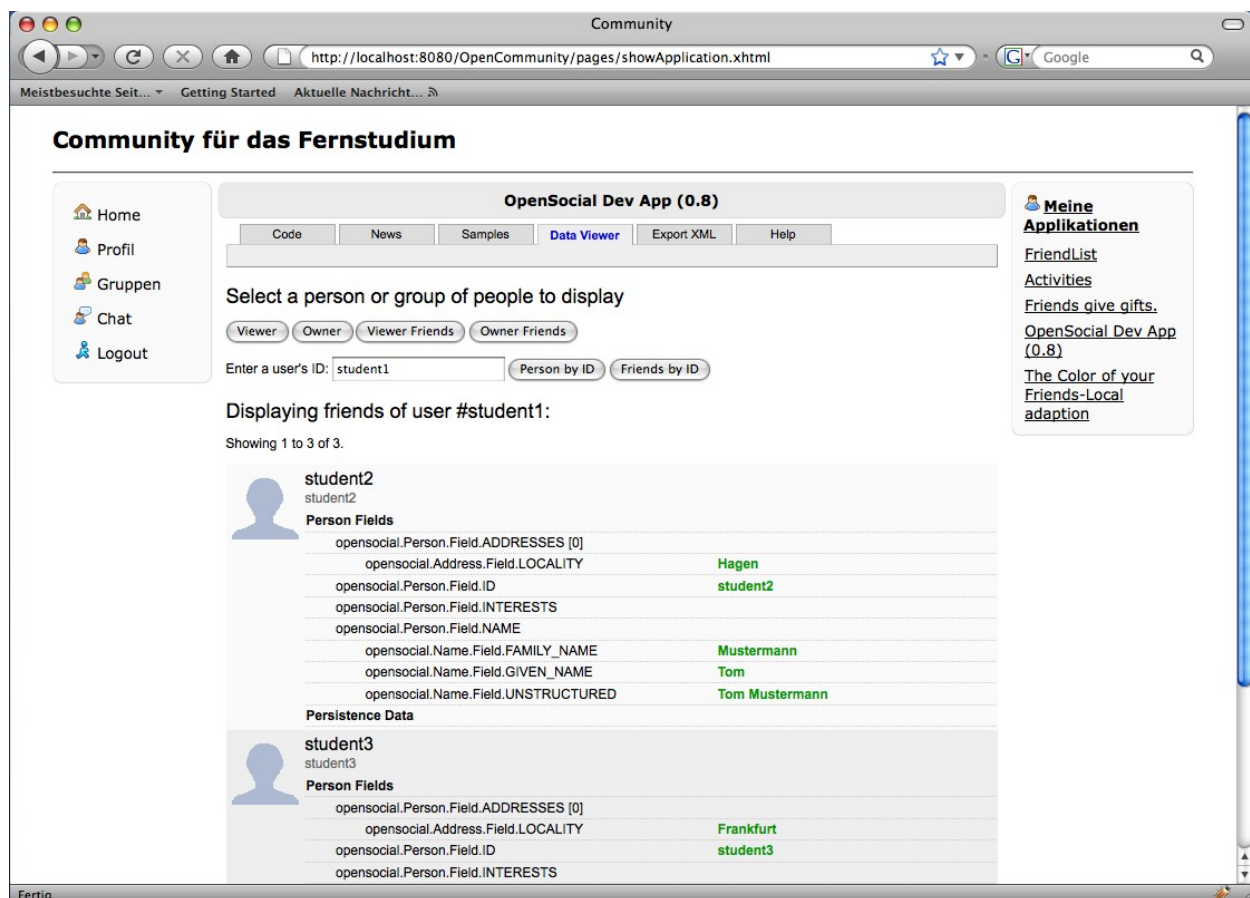 Community
http://localhost:8080/OpenCommunity/pages/showApplication.xhtml
G
Google
Meistbesuchte Seit...
Getting Started
Aktuelle Nachricht...
Community für das Fernstudium
Home
Profil
Gruppen
Chat
Logout
OpenSocial Dev App (0.8)
Code
News
Samples
Data Viewer
Export XML
Help
Select a person or group of people to display
Viewer
Owner
Viewer Friends
Owner Friends
Enter a user's ID: student1
Person by ID
Friends by ID
Displaying friends of user #student1:
Showing 1 to 3 of 3.
student2
student2
Person Fields
opensocial.Person.Field.ADDRESSES [0]
opensocial.Address.Field.LOCALITY Hagen
opensocial.Person.Field.ID student2
opensocial.Person.Field.INTERESTS
opensocial.Person.Field.NAME
opensocial.Name.Field.FAMILY_NAME Mustermann
opensocial.Name.Field.GIVEN_NAME Tom
opensocial.Name.Field.UNSTRUCTURED Tom Mustermann
Persistence Data
student3
student3
Person Fields
opensocial.Person.Field.ADDRESSES [0]
opensocial.Address.Field.LOCALITY Frankfurt
opensocial.Person.Field.ID student3
opensocial.Person.Field.INTERESTS
Meine
Applikationen
FriendList
Activities
Friends give gifts.
OpenSocial Dev App
(0.8)
The Color of your
Friends-Local
adaption
Fertig